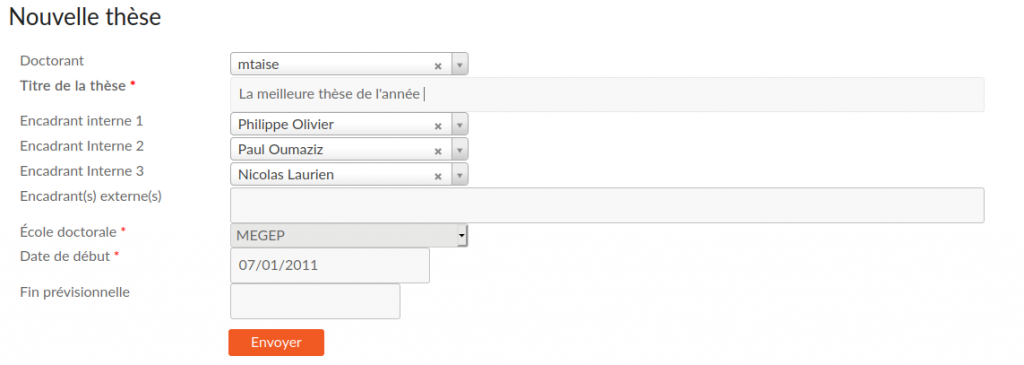 Nouvelle thèse
Doctorant mtaise
Titre de la thèse * La meilleure thèse de l'année
Encadrant interne 1 Philippe Olivier
Encadrant Interne 2 Paul Oumaziz
Encadrant Interne 3 Nicolas Laurien
Encadrant(s) externe(s)
École doctorale * MEGEP
Date de début * 07/01/2011
Fin prévisionnelle
Envoyer